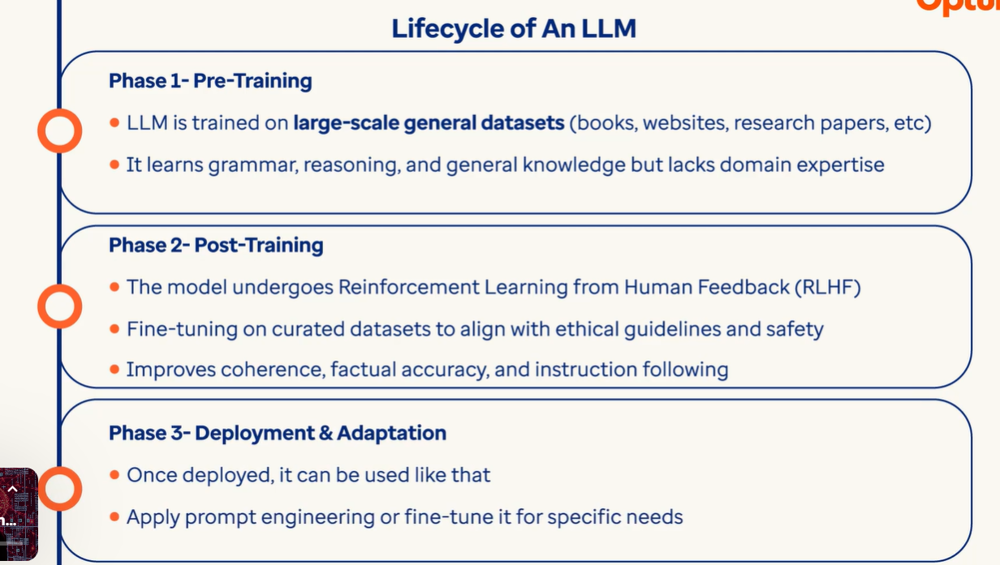 Lifecycle of An LLM
Phase 1- Pre-Training
LLM is trained on large-scale general datasets (books, websites, research papers, etc)
It learns grammar, reasoning, and general knowledge but lacks domain expertise
Phase 2- Post-Training
The model undergoes Reinforcement Learning from Human Feedback (RLHF)
Fine-tuning on curated datasets to align with ethical guidelines and safety
Improves coherence, factual accuracy, and instruction following
Phase 3- Deployment & Adaptation
Once deployed, it can be used like that
Apply prompt engineering or fine-tune it for specific needs